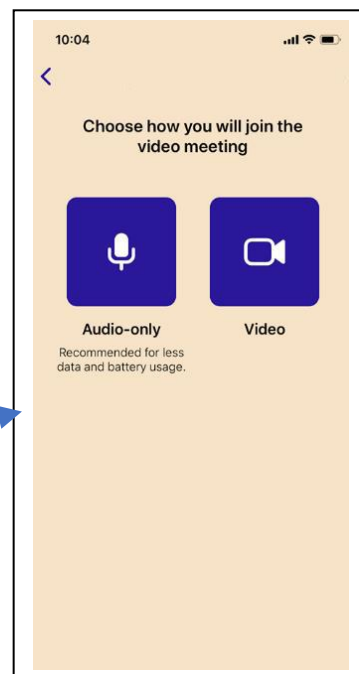 10:04
Choose how you will join the
video meeting
Audio-only
Video
Recommended for less
data and battery usage.